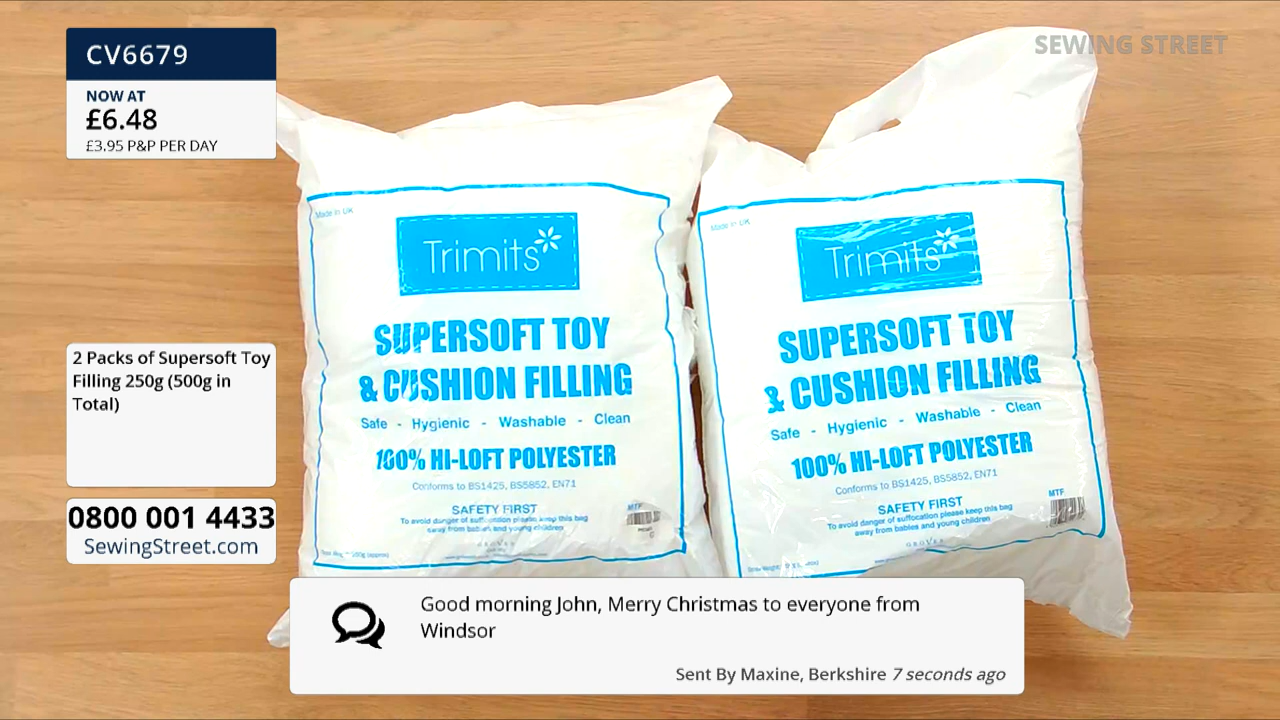 CV6679
NOW AT
£6.48
£3.95 P&P PER DAY
SEWING STREET
2 Packs of Supersoft Toy
Filling 250g (500g in
Total)
0800 001 4433
SewingStreet.com
Made in UK
Trimits
SUPERSOFT TOY
& CUSHION FILLING
Safe - Hygienic - Washable - Clean
100% HI-LOFT POLYESTER
Conforms to BS1425, BS5852, EN71
SAFETY FIRST
To avoid danger of suffocation please keep this bag
away from babies and young children
MTF
GROVES
Made in UK
Trimits
SUPERSOFT TOY
& CUSHION FILLING
Safe - Hygienic - Washable - Clean
100% HI-LOFT POLYESTER
Conforms to BS1425, BS5852, EN71
SAFETY FIRST
To avoid danger of suffocation please keep this bag
away from babies and young children
MTF
GROVES
Good morning John, Merry Christmas to everyone from
Windsor
Sent By Maxine, Berkshire 7 seconds ago